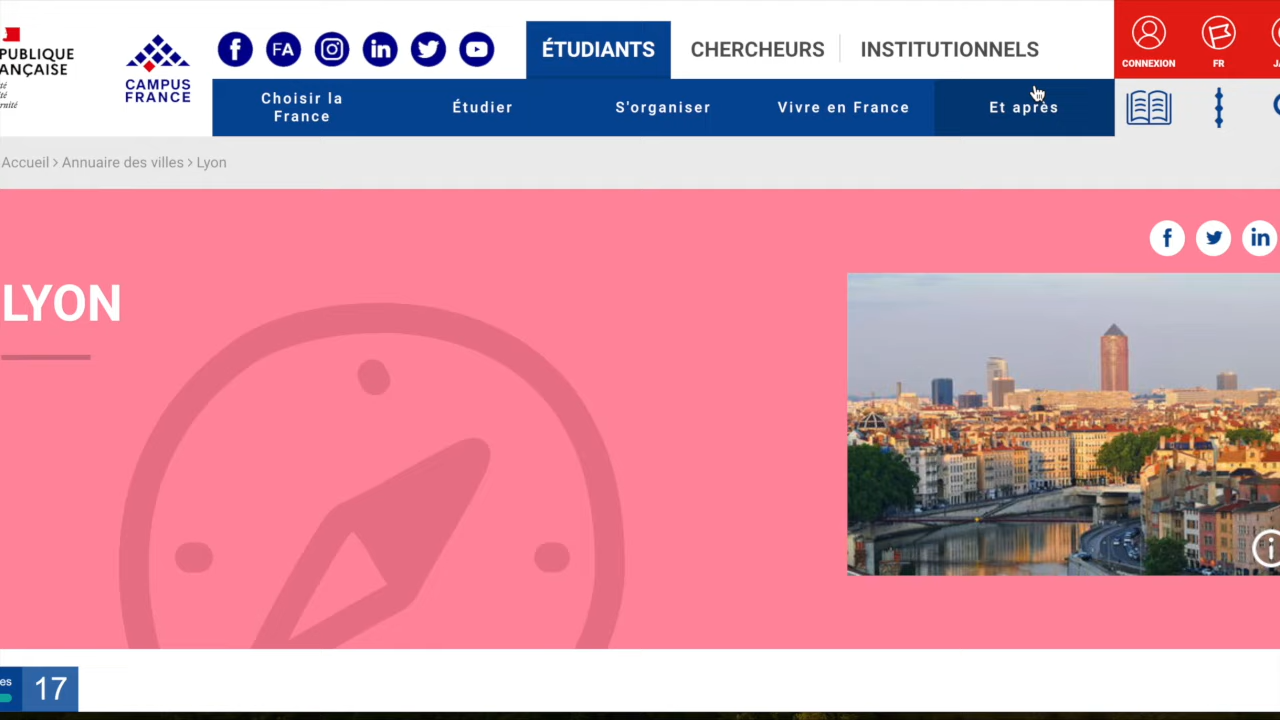 PUBLIQUE
ANÇAISE
CAMPUS
FRANCE
FA
ÉTUDIANTS
CHERCHEURS
INSTITUTIONNELS
CONNEXION
FR
Choisir la
France
Étudier
S'organiser
Vivre en France
Et après
Accueil > Annuaire des villes > Lyon
LYON
17